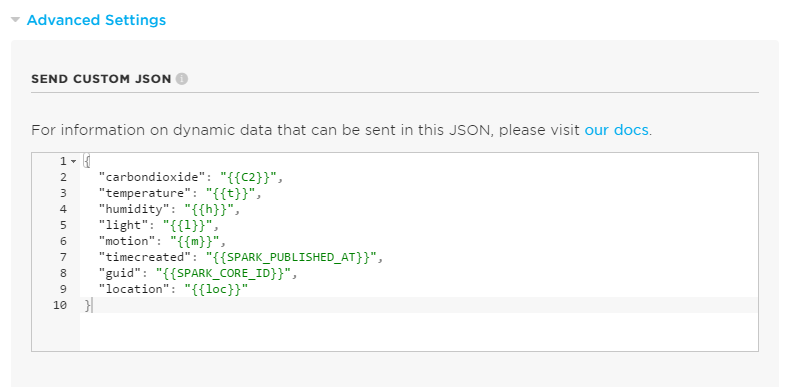 Advanced Settings
SEND CUSTOM JSON
For information on dynamic data that can be sent in this JSON, please visit our docs.
1 {
2 "carbondioxide": "{{C2}}",
3 "temperature": "{{t}}",
4 "humidity": "{{h}}",
5 "light": "{{l}}",
6 "motion": "{{m}}",
7 "timecreated": "{{SPARK_PUBLISHED_AT}}",
8 "guid": "{{SPARK_CORE_ID}}",
9 "location": "{{loc}}"
10 }